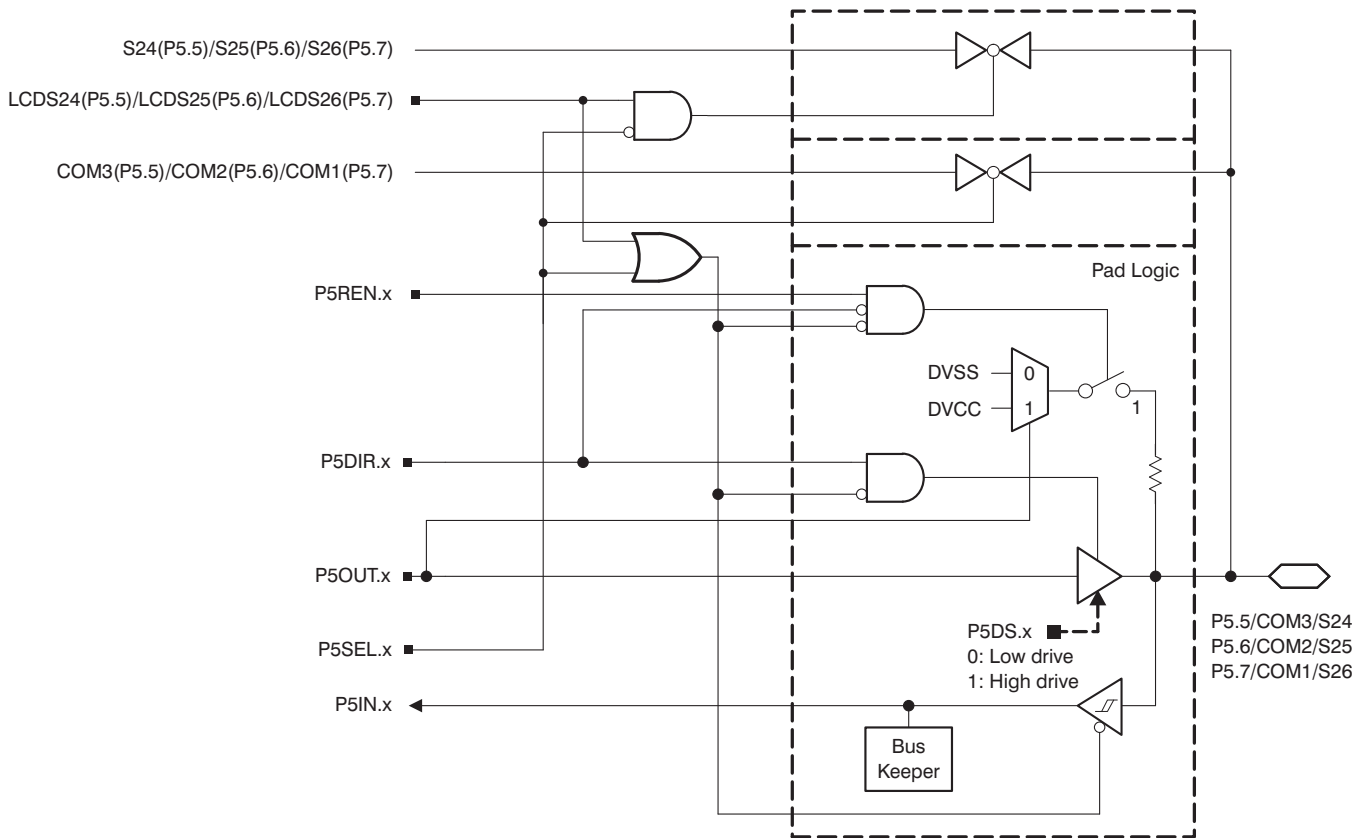 S24(P5.5)/S25(P5.6)/S26(P5.7)
LCDS24(P5.5)/LCDS25(P5.6)/LCDS26(P5.7)
COM3(P5.5)/COM2(P5.6)/COM1(P5.7)
Pad Logic
P5REN.x
DVSS
0
DVCC
1
1
P5DIR.x
P5OUT.x
P5DS.x
0: Low drive
1: High drive
P5.5/COM3/S24
P5.6/COM2/S25
P5.7/COM1/S26
P5SEL.x
P5IN.x
Bus
Keeper